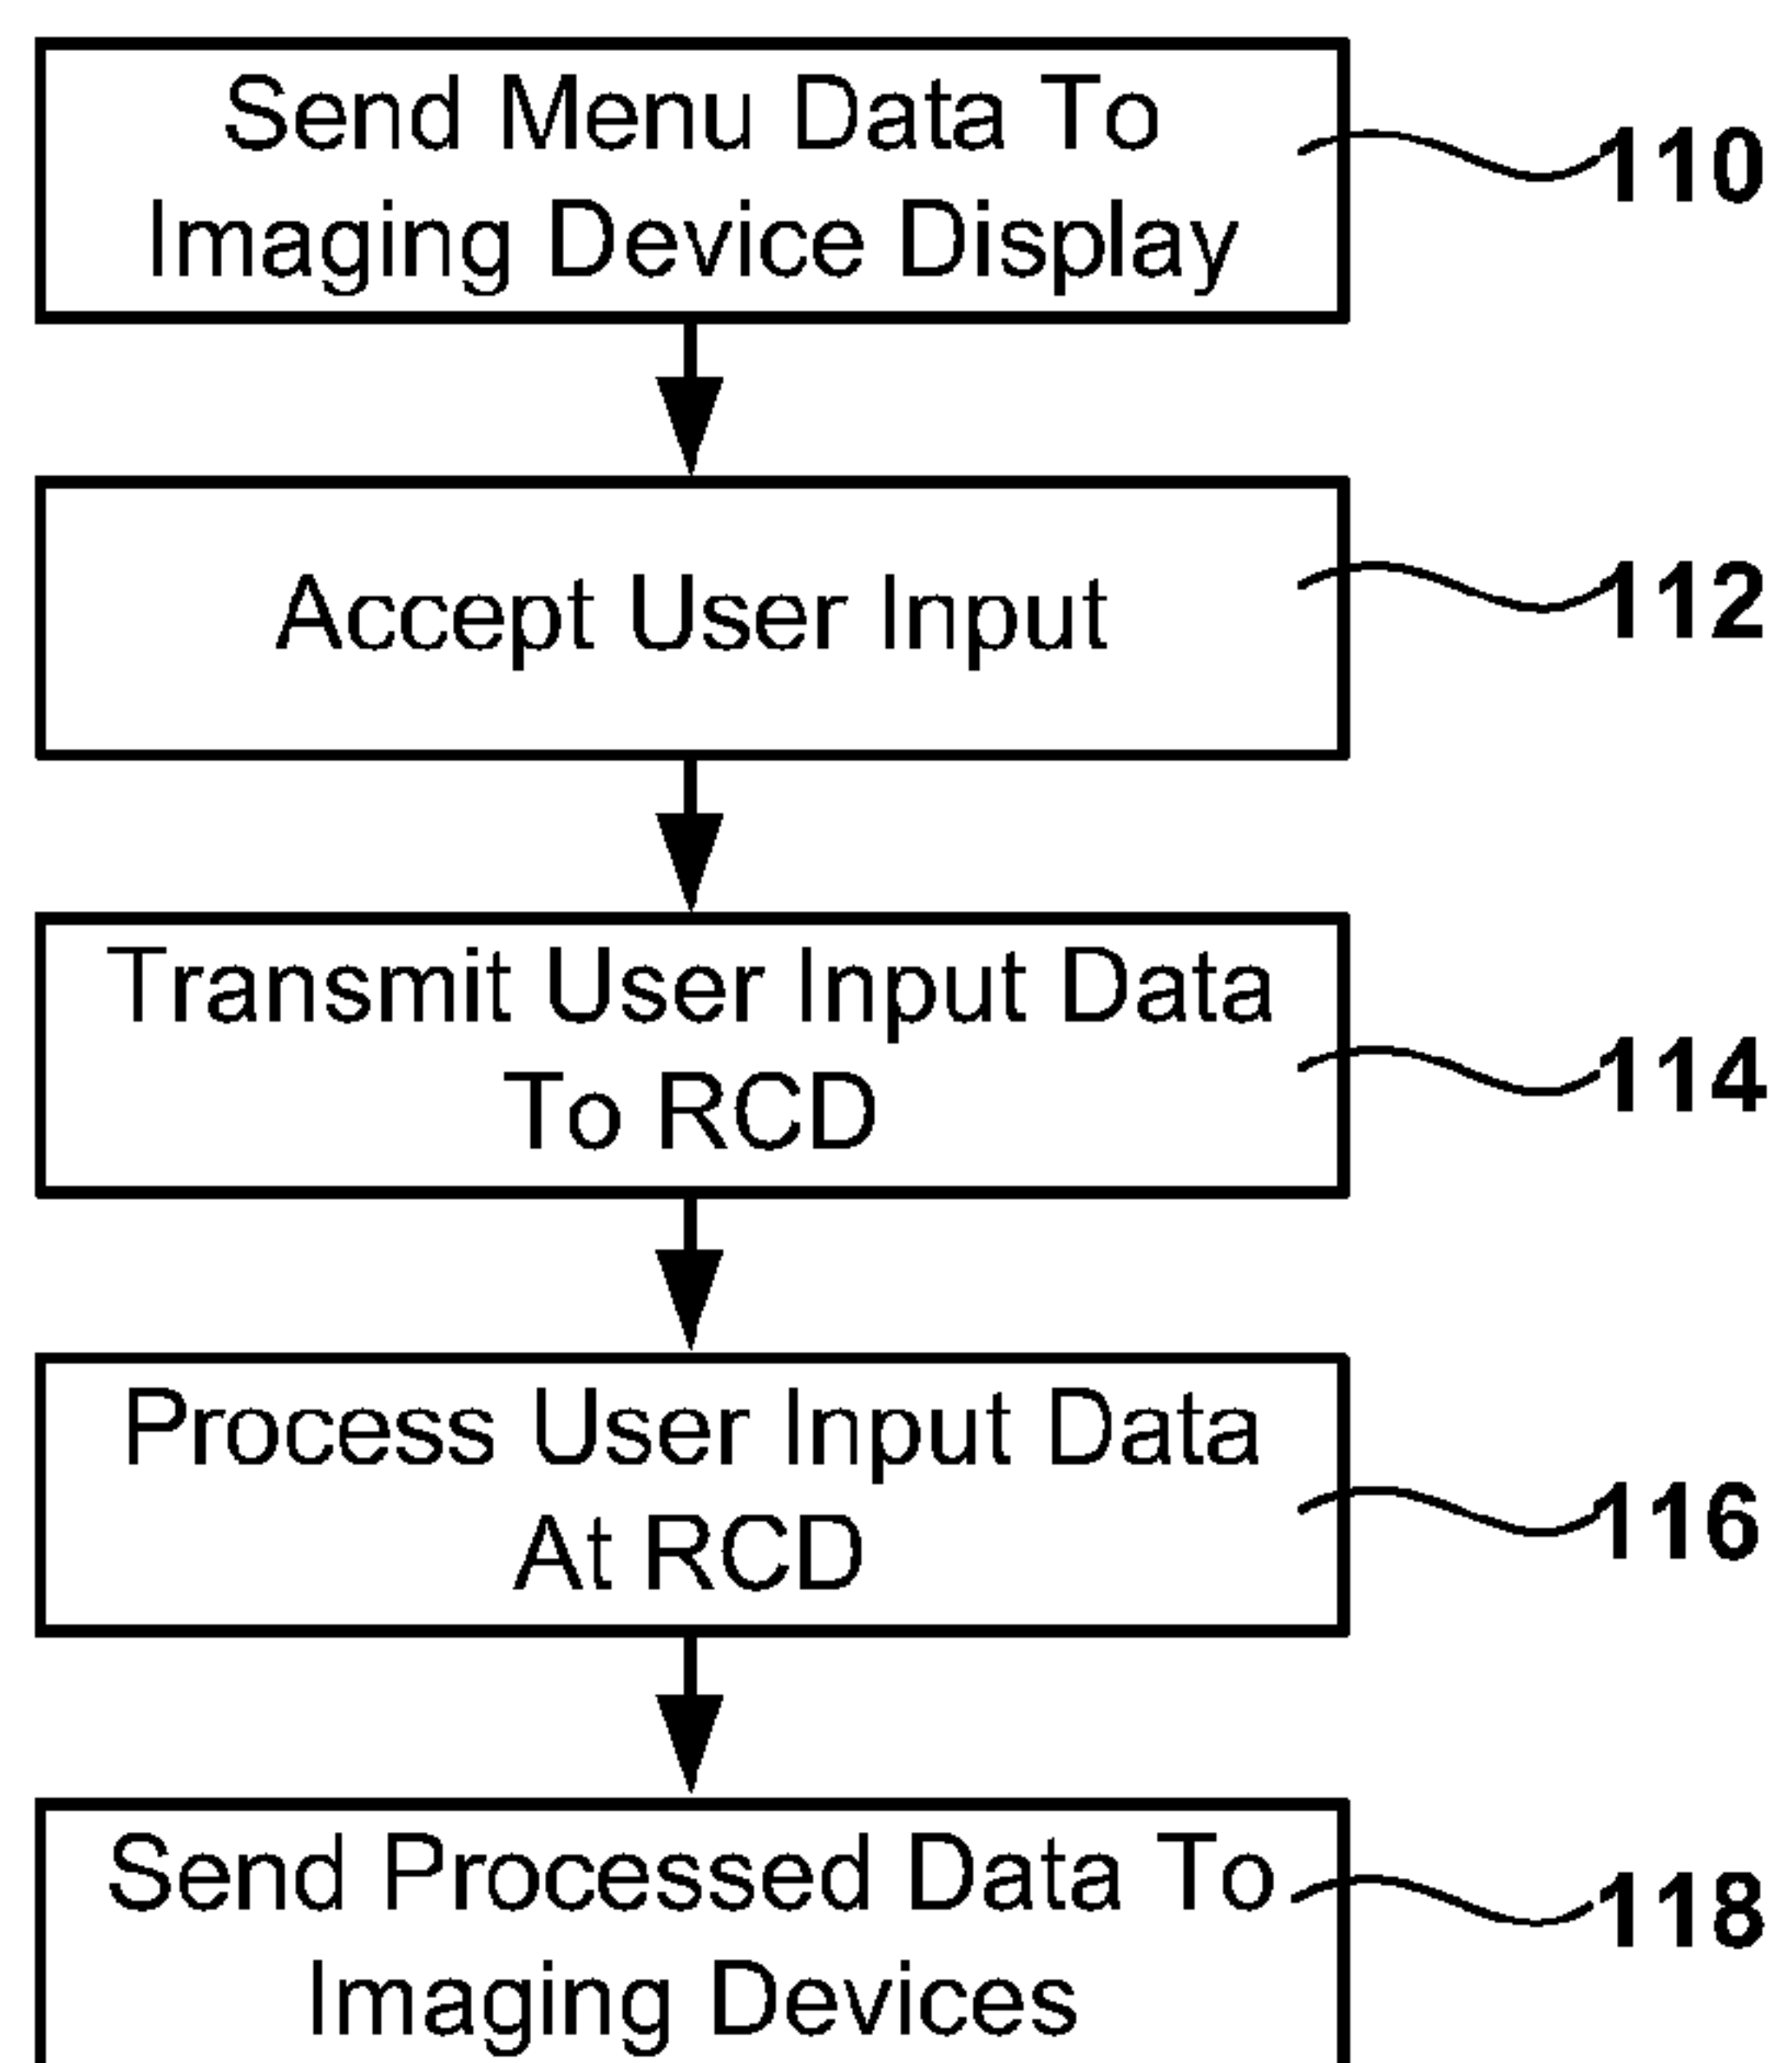 Send Menu Data To
Imaging Device Display
110
Accept User Input
112
Transmit User Input Data
To RCD
114
Process User Input Data
At RCD
116
Send Processed Data To
Imaging Devices
118